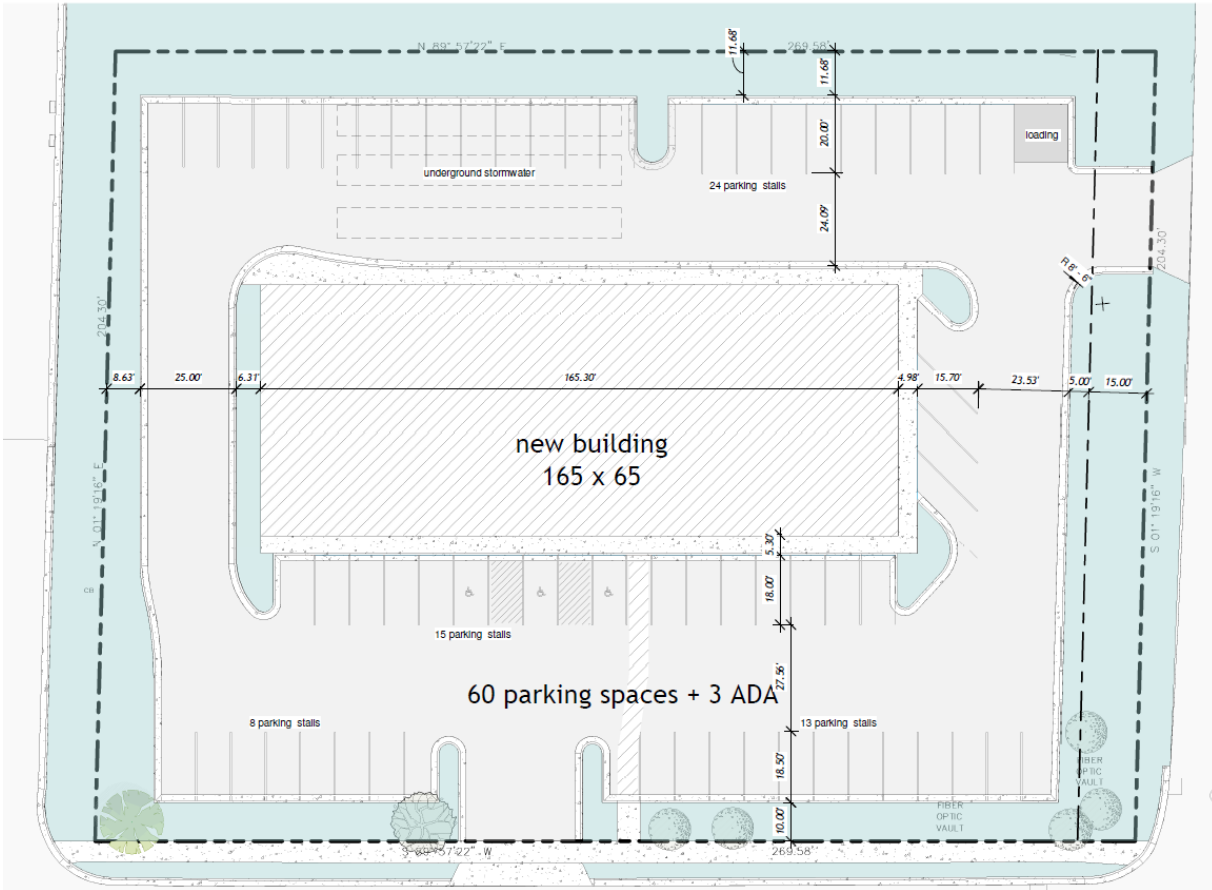 N 89° 57'22" E
269.58'
11.68'
11.68'
loading
20.00'
underground stormwater
24 parking stalls
24.09'
204.30'
R 8' - 6"
204.30'
8.63'
25.00'
6.31'
165.30'
4.98'
15.70'
23.53'
5.00'
15.00'
new building
165 x 65
N 01° 19'16" E
S 01° 19'16" W
5.30'
CB
18.00'
15 parking stalls
60 parking spaces + 3 ADA
27.56'
8 parking stalls
13 parking stalls
18.50'
FIBER
OPTIC
VAULT
FIBER
OPTIC
VAULT
10.00'
S 89° 57'22" W
269.58'